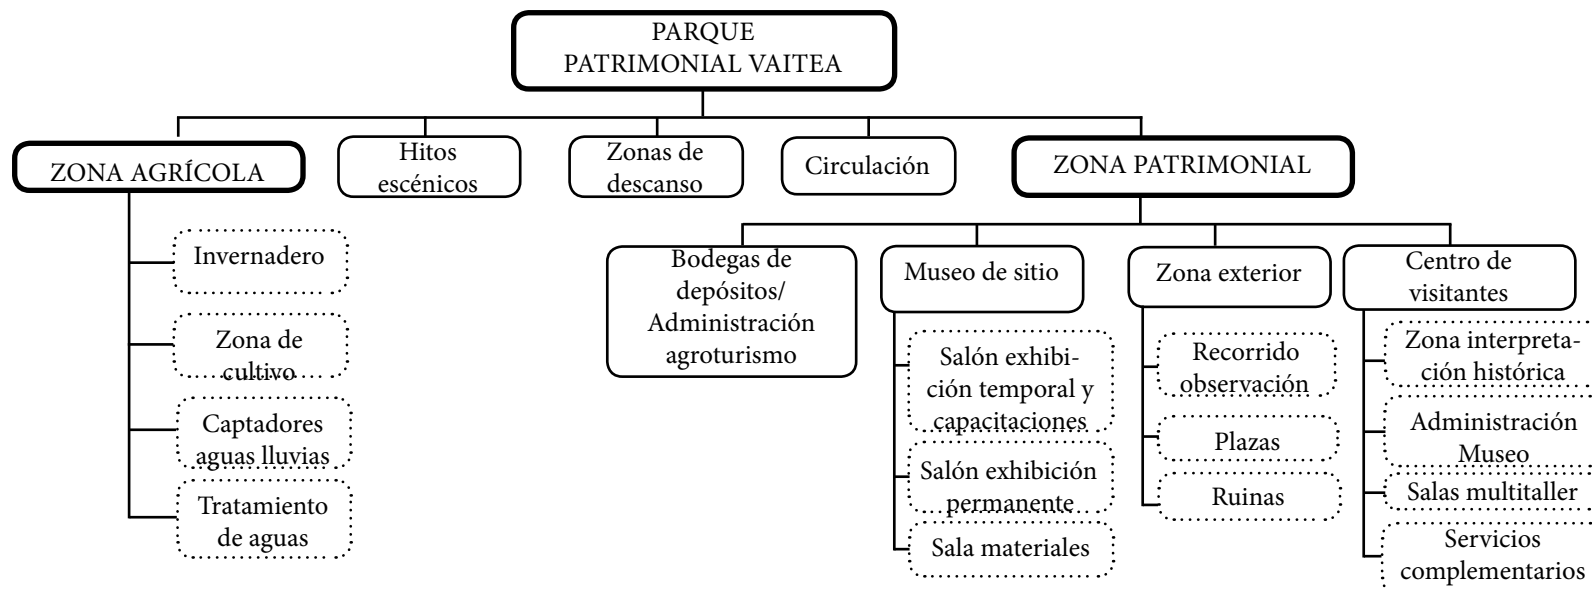 PARQUE
PATRIMONIAL VAITEA
ZONA AGRÍCOLA
Hitos
escénicos
Zonas de
descanso
Circulación
ZONA PATRIMONIAL
Invernadero
Zona de
cultivo
Captadores
aguas lluvias
Tratamiento
de aguas
Bodegas de
depósitos/
Administración
agroturismo
Museo de sitio
Salón exhibi-
ción temporal y
capacitaciones
Salón exhibición
permanente
Sala materiales
Zona exterior
Recorrido
observación
Plazas
Ruinas
Centro de
visitantes
Zona interpreta-
ción histórica
Administración
Museo
Salas multitaller
Servicios
complementarios